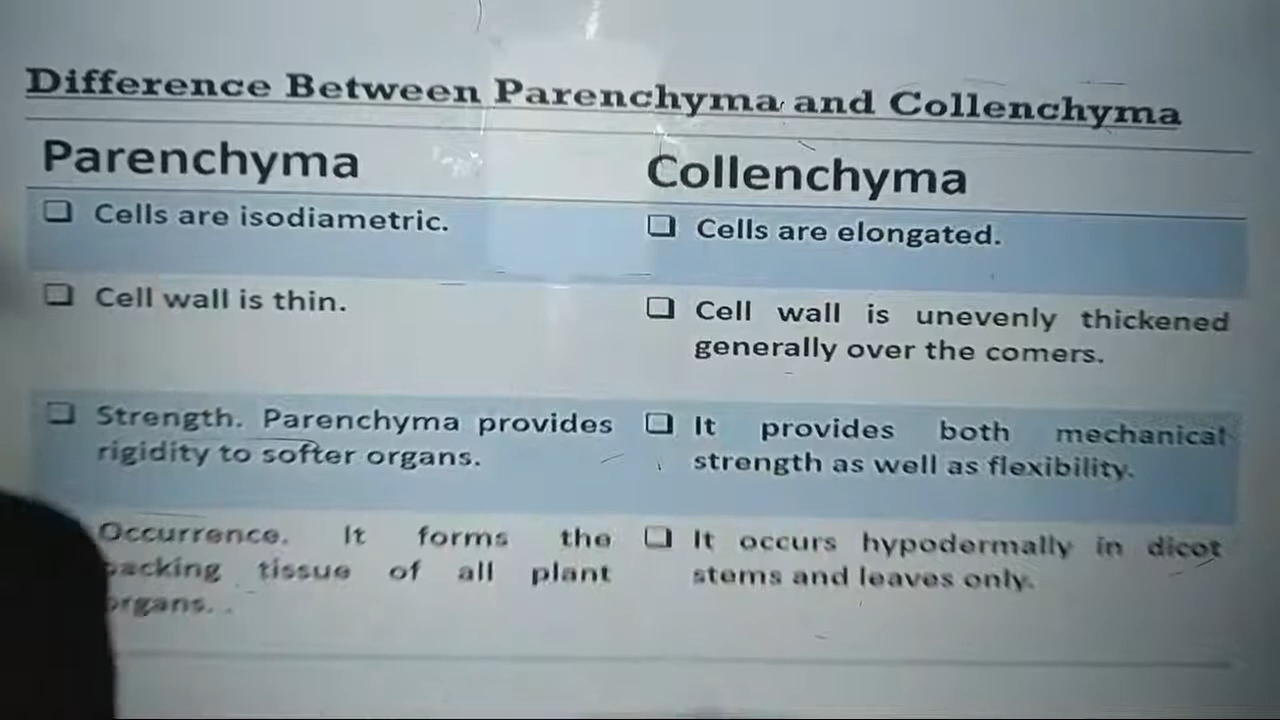 Difference Between Parenchyma and Collenchyma
Parenchyma
Collenchyma
❑ Cells are isodiametric.
❑ Cells are elongated.
❑ Cell wall is thin.
❑ Cell wall is unevenly thickened
generally over the comers.
❑ Strength. Parenchyma provides
rigidity to softer organs.
❑ It provides both mechanical
strength as well as flexibility.
Occurrence. It forms the
packing tissue of all plant
organs. .
❑ It occurs hypodermally in dicot
stems and leaves only.